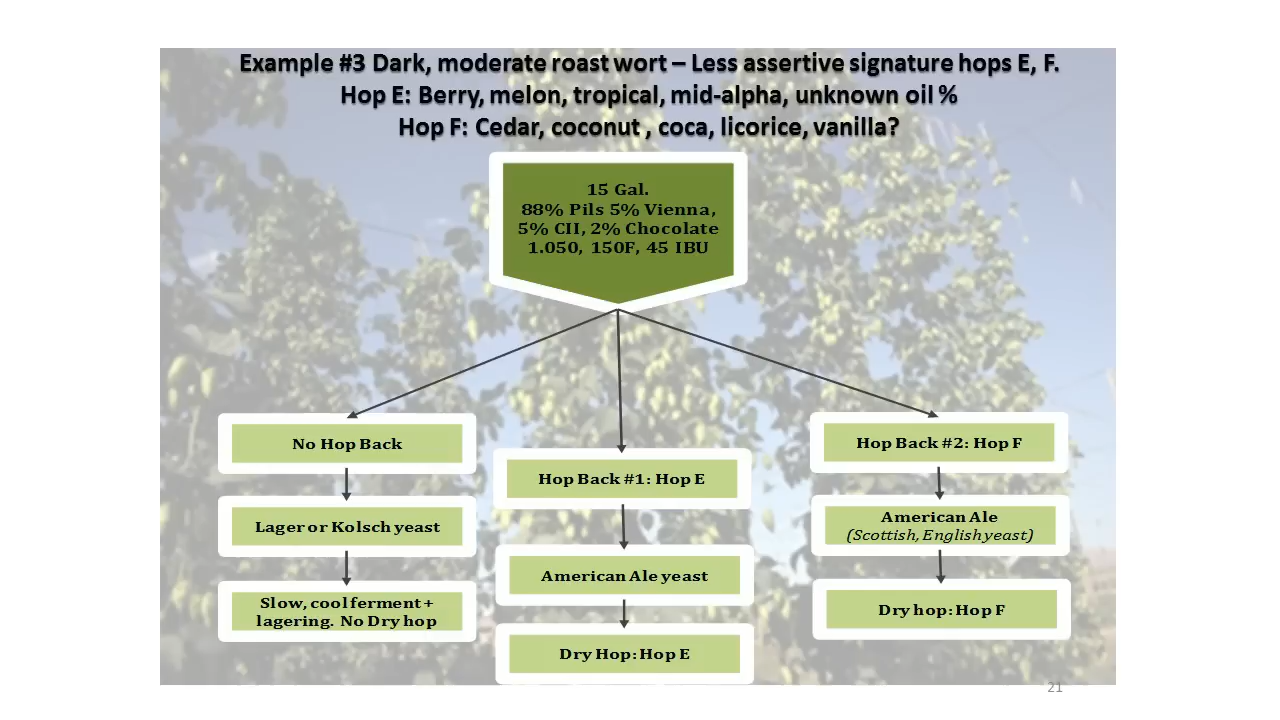 Example #3 Dark, moderate roast wort – Less assertive signature hops E, F.
Hop E: Berry, melon, tropical, mid-alpha, unknown oil %
Hop F: Cedar, coconut , coca, licorice, vanilla?
15 Gal.
88% Pils 5% Vienna,
5% CII, 2% Chocolate
1.050, 150F, 45 IBU
No Hop Back
Lager or Kolsch yeast
Slow, cool ferment +
lagering. No Dry hop
Hop Back #1: Hop E
American Ale yeast
Dry Hop: Hop E
Hop Back #2: Hop F
American Ale
(Scottish, English yeast)
Dry hop: Hop F
21